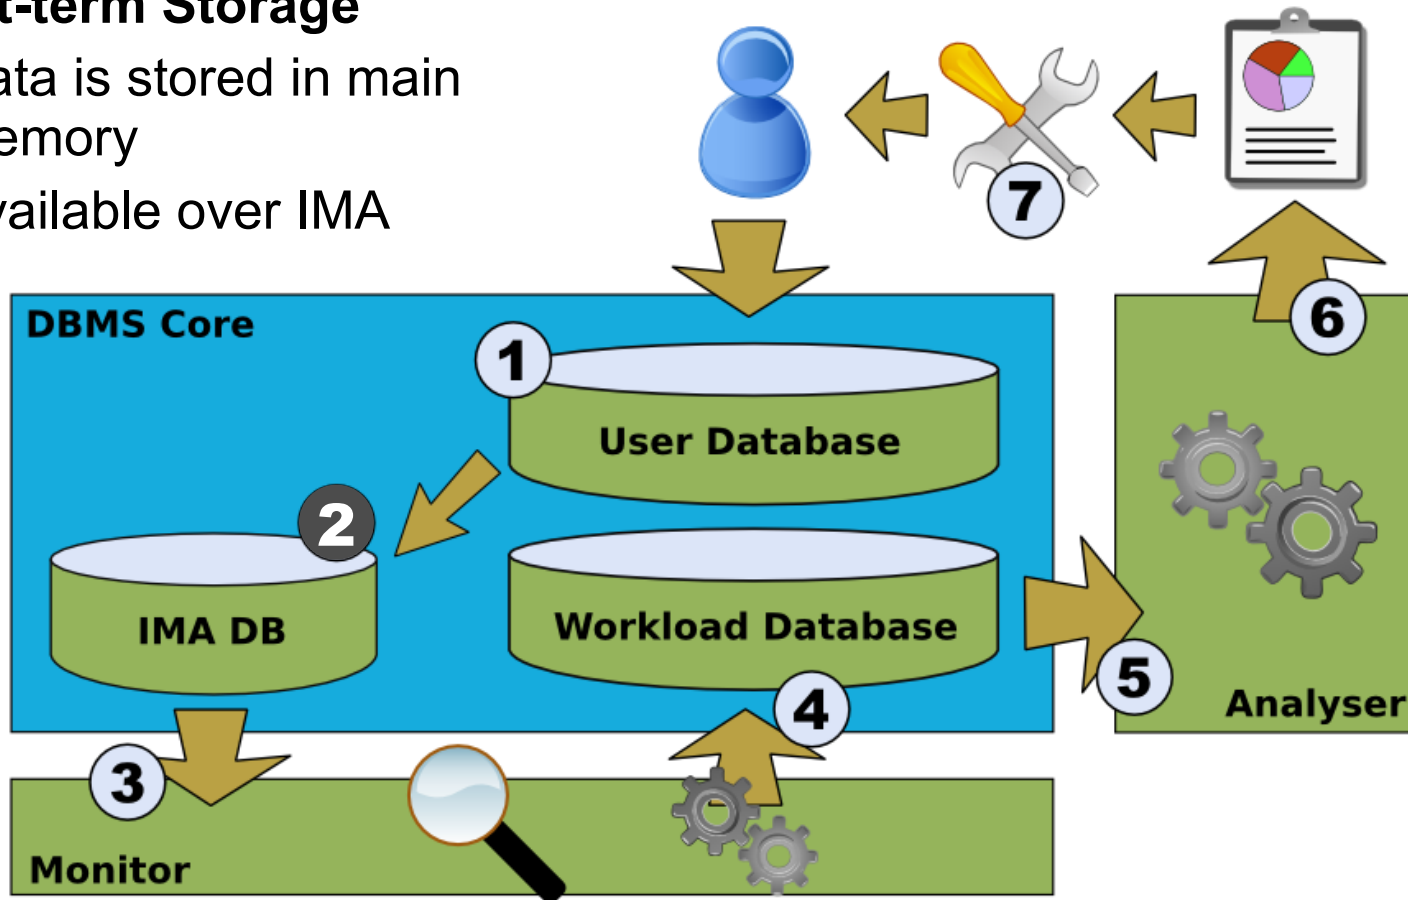 t-term Storage
ata is stored in main
emory
vailable over IMA
7
6
DBMS Core
1
User Database
2
IMA DB
Workload Database
5
4
Analyser
3
Monitor